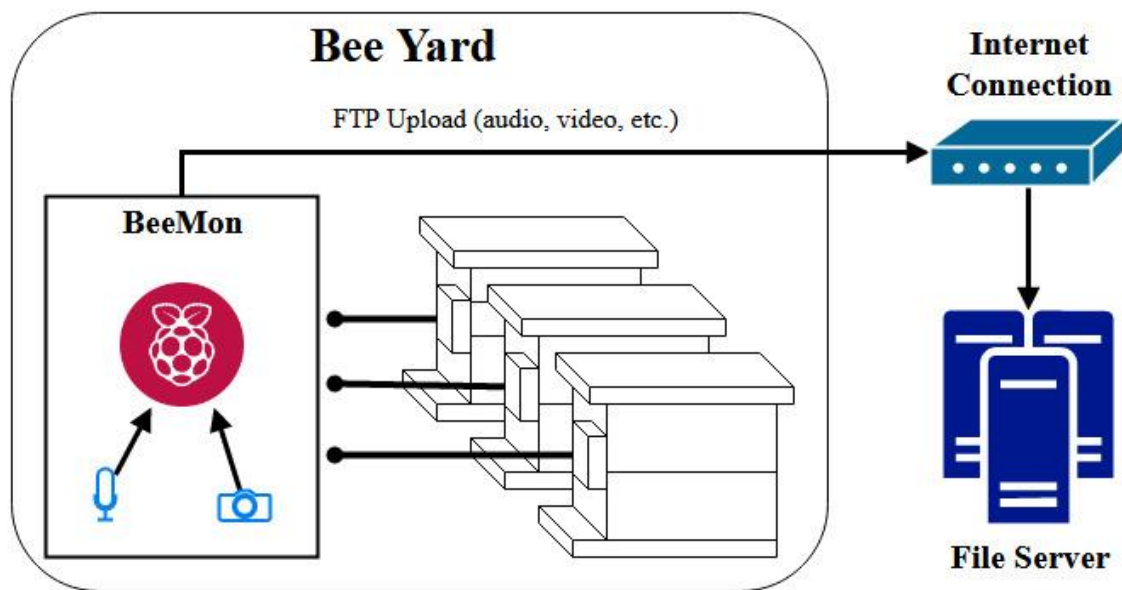 Bee Yard
Internet
Connection
FTP Upload (audio, video, etc.)
BeeMon
File Server